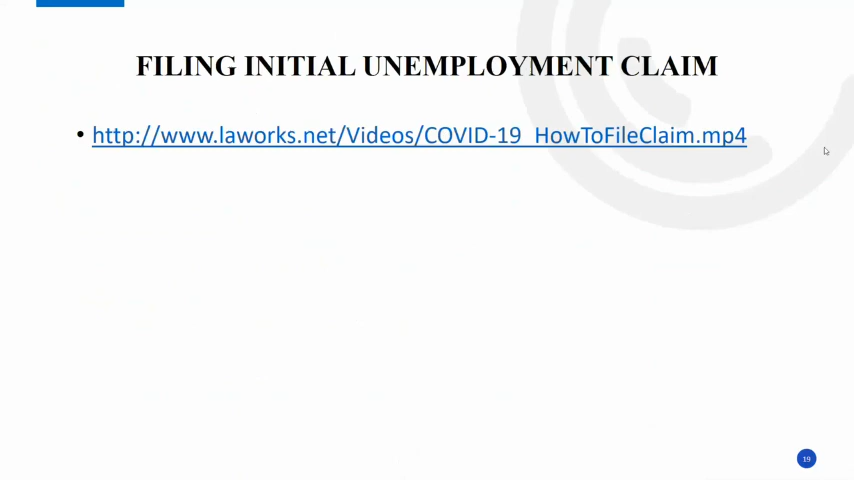 FILING INITIAL UNEMPLOYMENT CLAIM
• http://www.laworks.net/Videos/COVID-19_HowToFileClaim.mp4
19